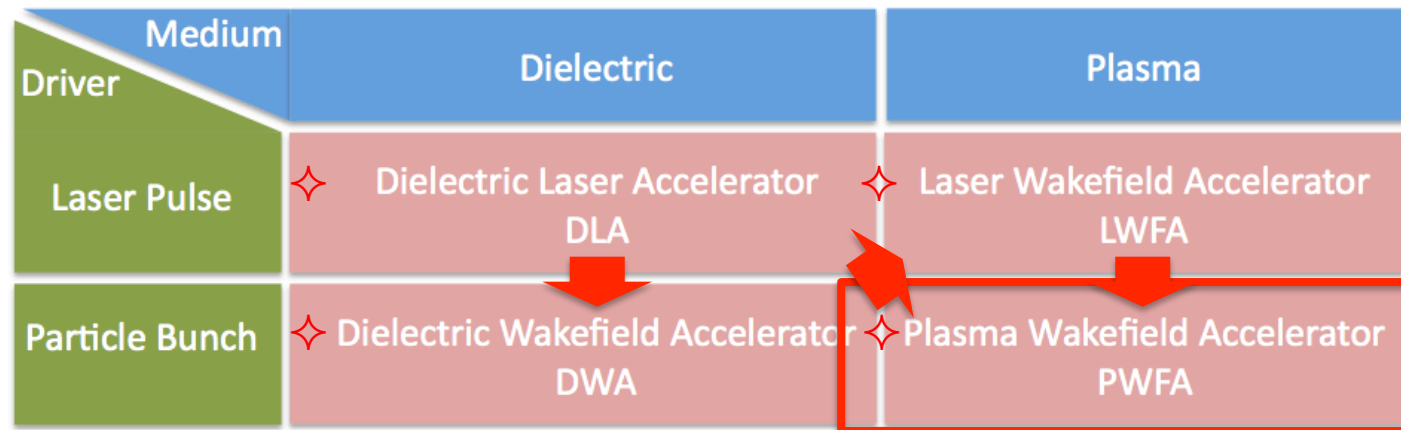 Medium
Driver
Dielectric
Plasma
Laser Pulse
Dielectric Laser Accelerator
DLA
Laser Wakefield Accelerator
LWFA
Particle Bunch
Dielectric Wakefield Accelerator
DWA
Plasma Wakefield Accelerator
PWFA